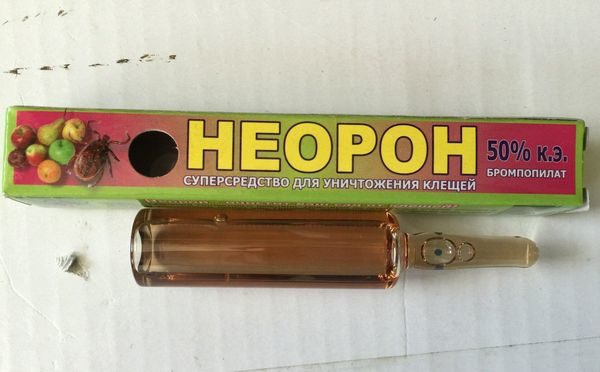 НЕОРОН
50% к.э.
БРОМПОПИЛАТ
СУПЕРСРЕДСТВО ДЛЯ УНИЧТОЖЕНИЯ КЛЕЩЕЙ